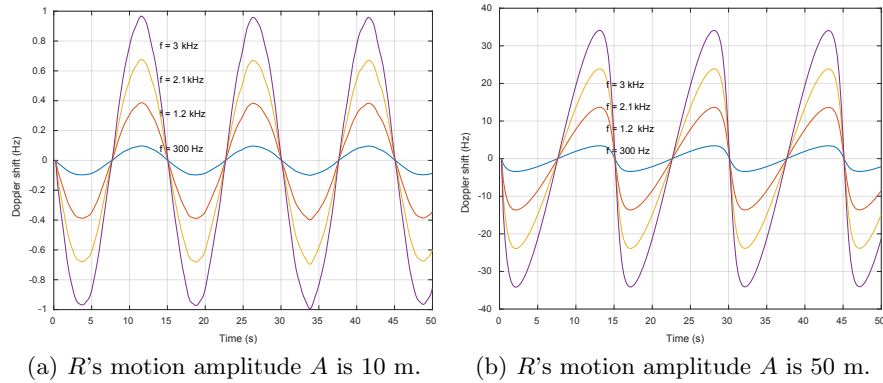 1
0.8
0.6
0.4
0.2
0
-0.2
-0.4
-0.6
-0.8
-1
Doppler shift (Hz)
f = 3 kHz
f = 2.1kHz
f = 1.2 kHz
f = 300 Hz
0 5 10 15 20 25 30 35 40 45 50
Time (s)
(a) R's motion amplitude A is 10 m.
40
30
20
10
0
-10
-20
-30
-40
Doppler shift (Hz)
f = 3 kHz
f = 2.1kHz
f = 1.2 kHz
f = 300 Hz
0 5 10 15 20 25 30 35 40 45 50
Time (s)
(b) R's motion amplitude A is 50 m.